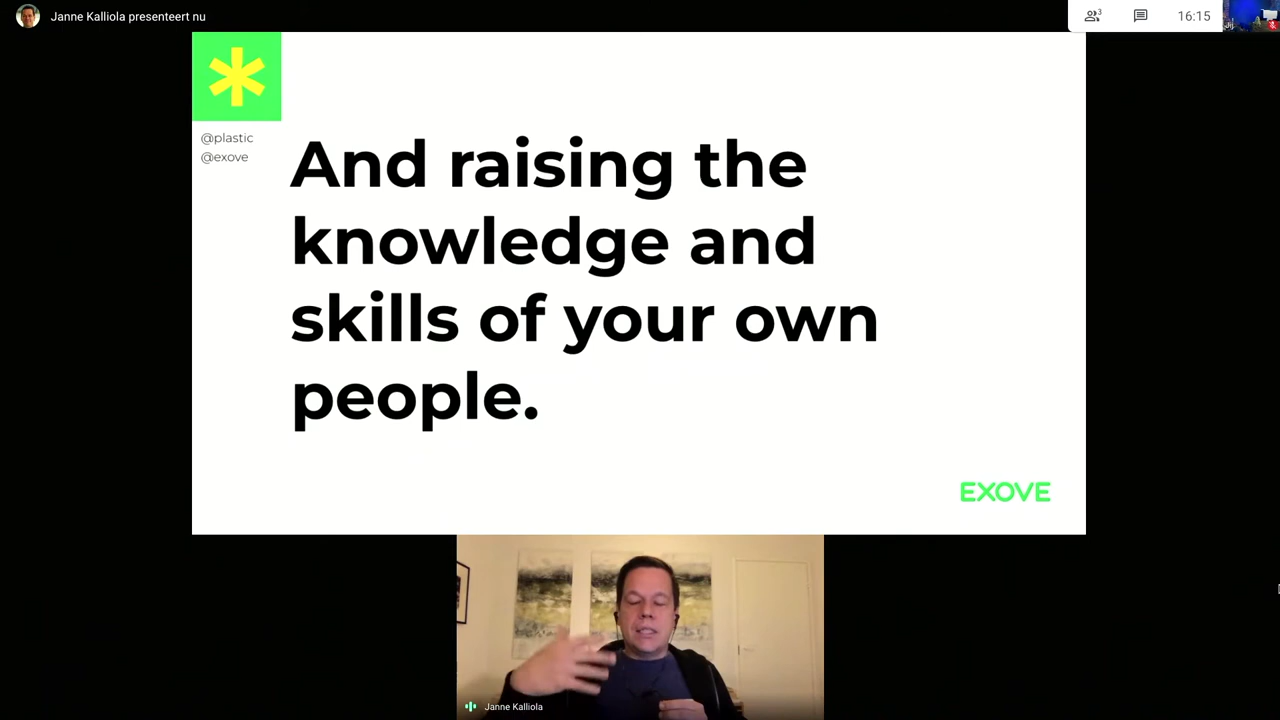 Janne Kalliola presenteert nu
3
16:15
@plastic
@exove
And raising the
knowledge and
skills of your own
people.
EXOVE
Janne Kalliola